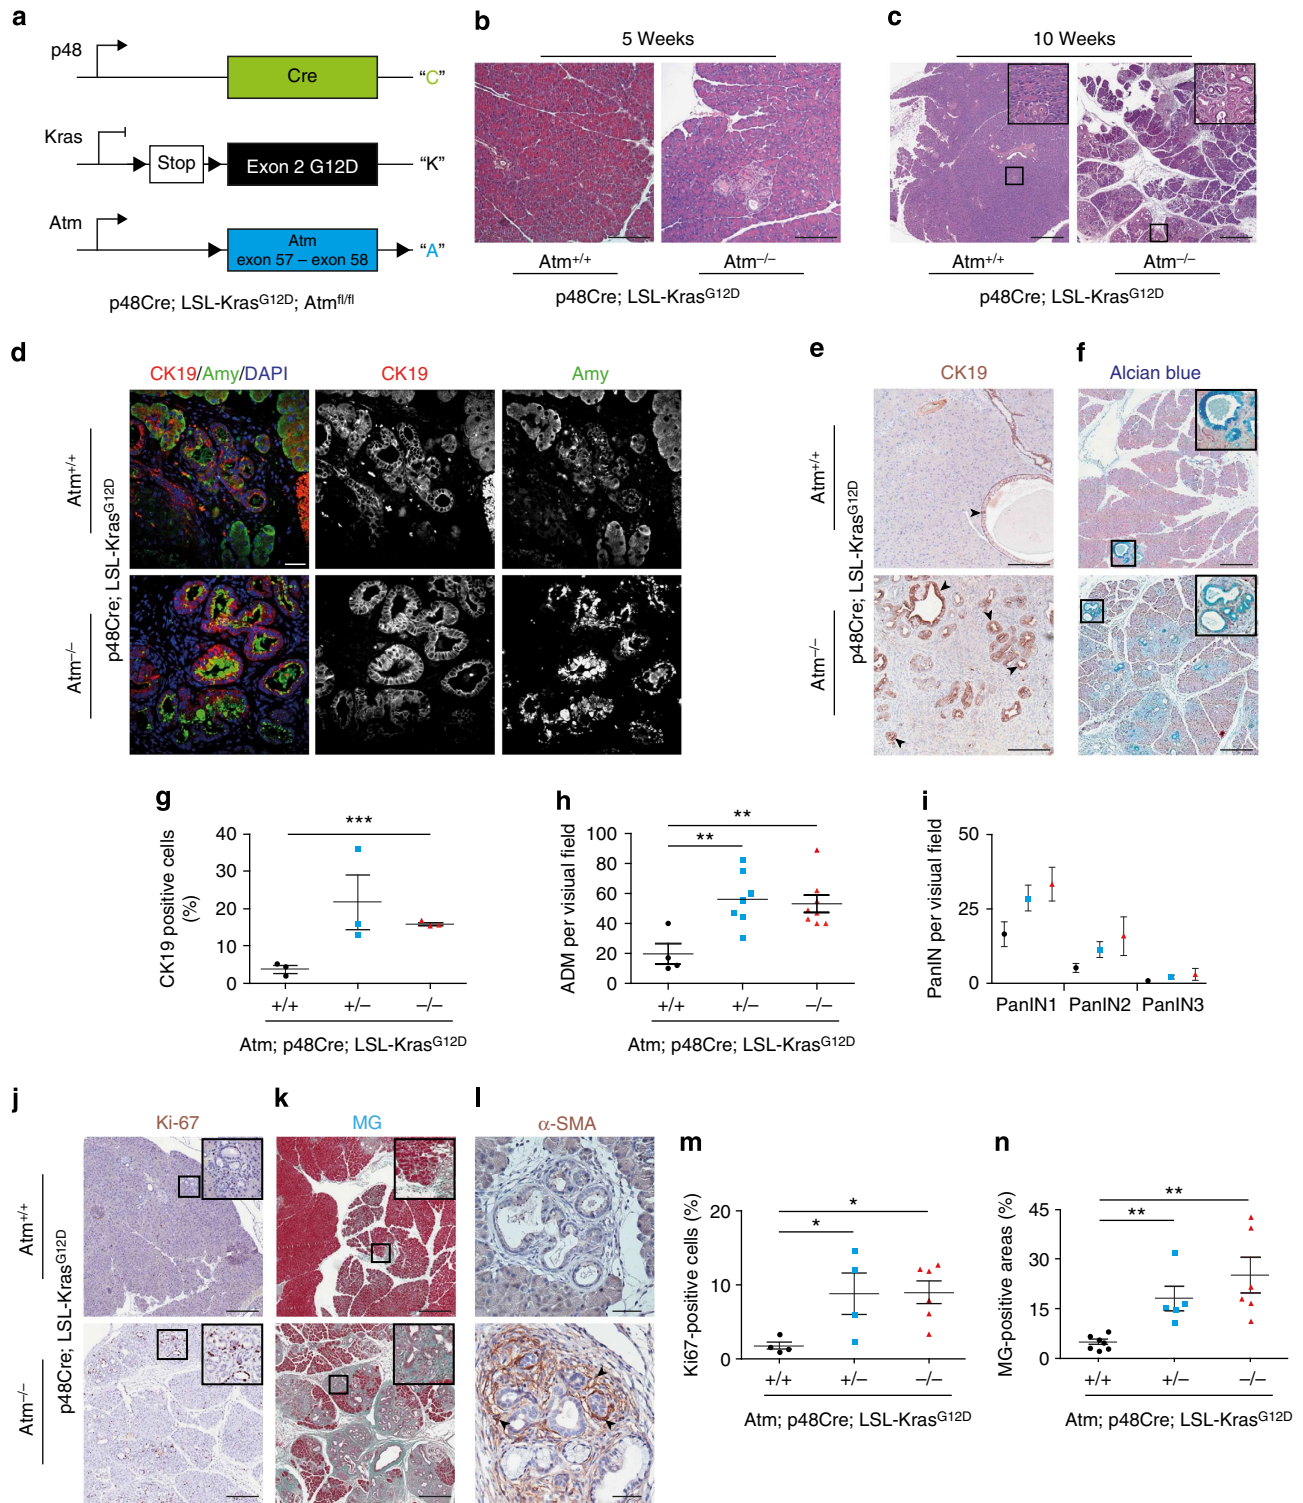 a
p48
Cre
“C”
Kras
Stop
Exon 2 G12D
“K”
Atm
Atm
exon 57 – exon 58
“A”
p48Cre; LSL-KrasG12D; Atmfl/fl
b
5 Weeks
Atm+/+
Atm–/–
p48Cre; LSL-KrasG12D
c
10 Weeks
Atm+/+
Atm–/–
p48Cre; LSL-KrasG12D
d
CK19/Amy/DAPI
CK19
Amy
Atm+/+
Atm–/–
p48Cre; LSL-KrasG12D
e
CK19
Atm+/+
Atm–/–
p48Cre; LSL-KrasG12D
f
Alcian blue
g
CK19 positive cells
(%)
40
30
20
10
0
***
+/+
+/–
–/–
Atm; p48Cre; LSL-KrasG12D
h
ADM per visiual field
100
80
60
40
20
0
**
**
+/+
+/–
–/–
Atm; p48Cre; LSL-KrasG12D
i
PanIN per visiual field
50
25
0
PanIN1
PanIN2
PanIN3
j
Ki-67
Atm+/+
Atm–/–
p48Cre; LSL-KrasG12D
k
MG
l
α-SMA
m
Ki67-positive cells (%)
20
10
0
*
*
+/+
+/–
–/–
Atm; p48Cre; LSL-KrasG12D
n
MG-positive areas (%)
45
30
15
0
**
**
+/+
+/–
–/–
Atm; p48Cre; LSL-KrasG12D